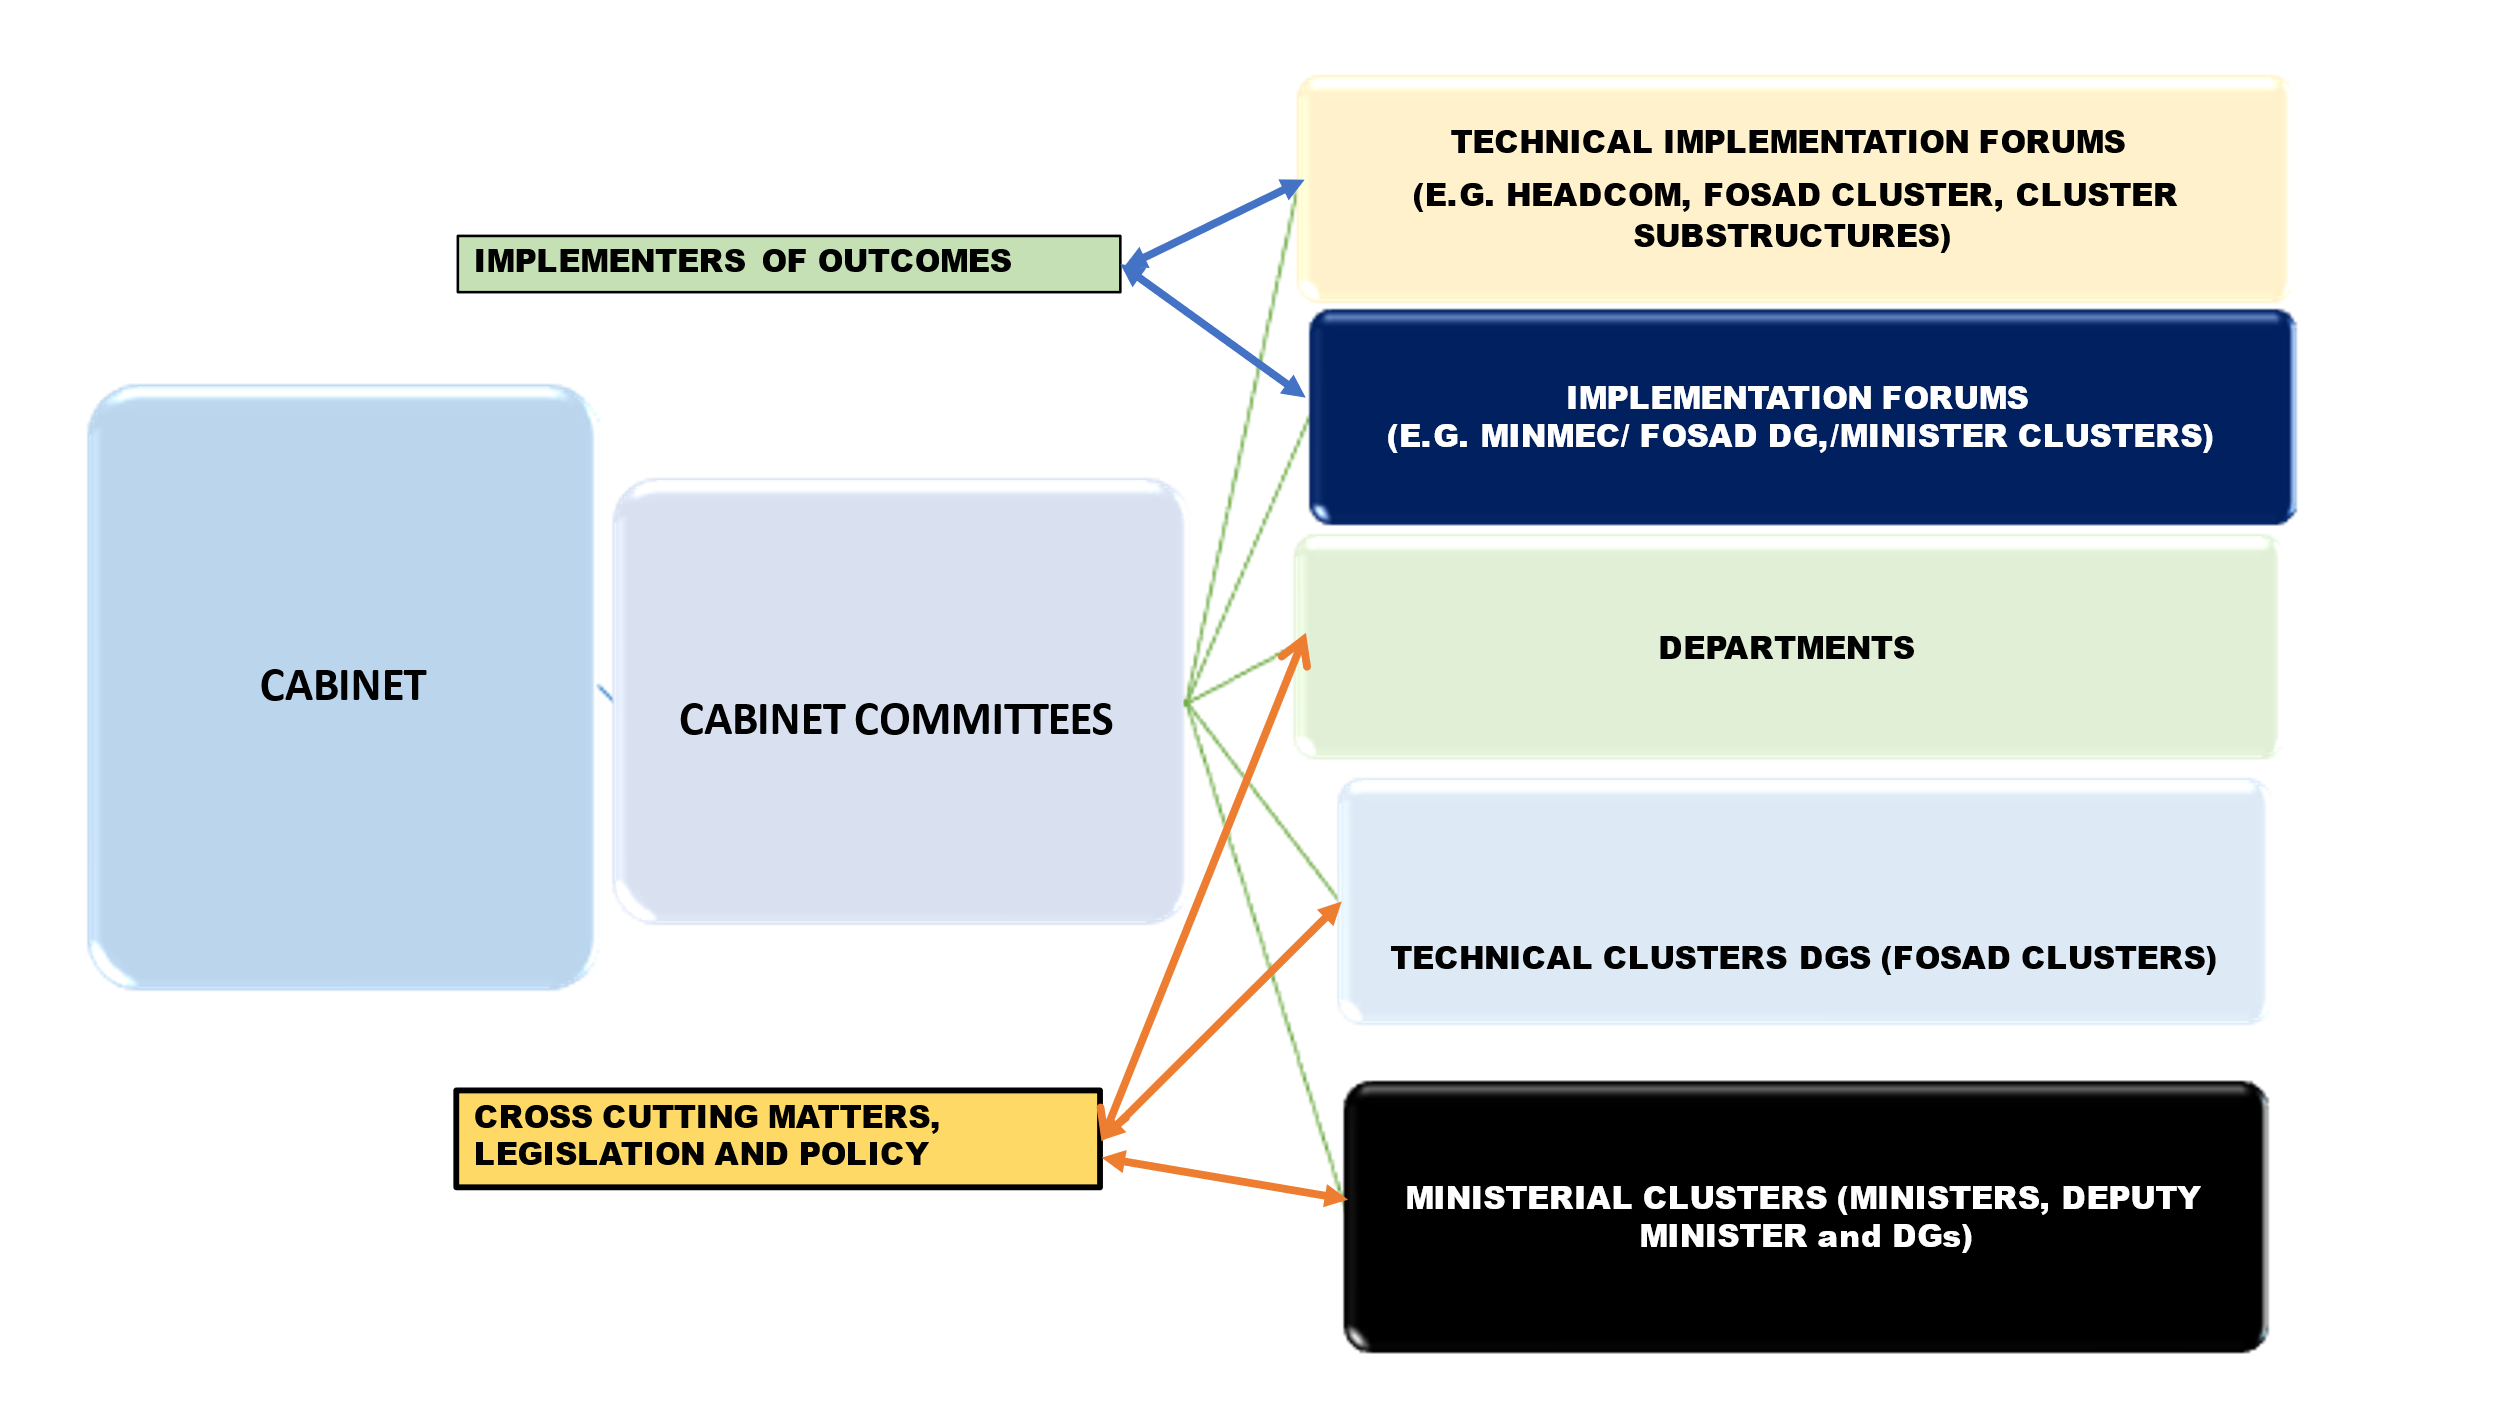 TECHNICAL IMPLEMENTATION FORUMS
(E.G. HEADCOM, FOSAD CLUSTER, CLUSTER
SUBSTRUCTURES)
IMPLEMENTERS OF OUTCOMES
IMPLEMENTATION FORUMS
(E.G. MINMEC/ FOSAD DG,/MINISTER CLUSTERS)
DEPARTMENTS
CABINET
CABINET COMMITTEES
TECHNICAL CLUSTERS DGS (FOSAD CLUSTERS)
CROSS CUTTING MATTERS,
LEGISLATION AND POLICY
MINISTERIAL CLUSTERS (MINISTERS, DEPUTY
MINISTER and DGs)